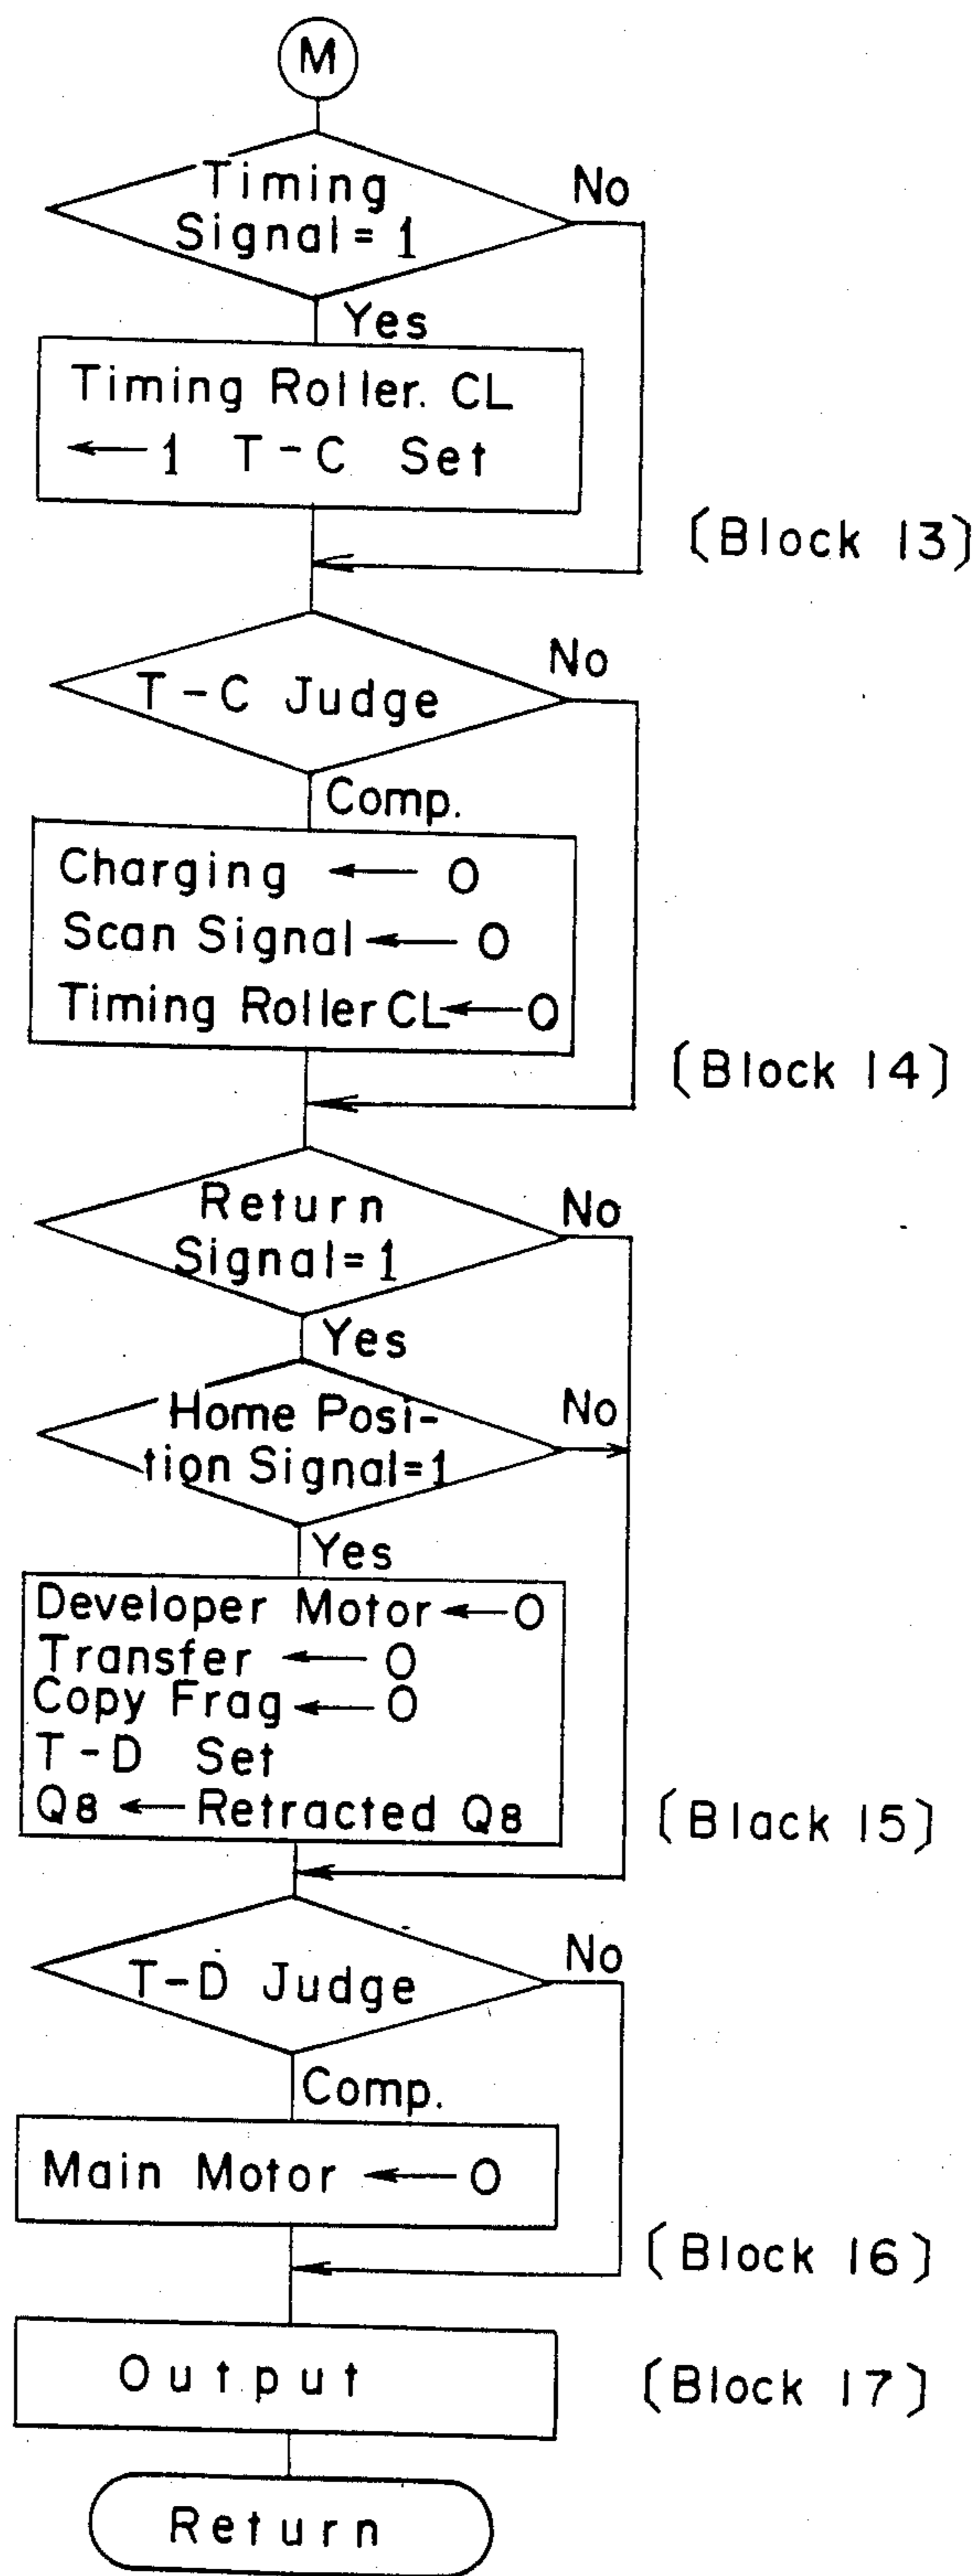 M
Timing
Signal = 1
No
Yes
Timing Roller. CL
← 1 T-C Set
(Block 13)
T-C Judge
No
Comp.
Charging ← 0
Scan Signal ← 0
Timing Roller CL ← 0
(Block 14)
Return
Signal = 1
No
Yes
Home Posi-
tion Signal=1
No
Yes
Developer Motor ← 0
Transfer ← 0
Copy Frag ← 0
T-D Set
Q8 ← Retracted Q8
(Black 15)
T-D Judge
No
Comp.
Main Motor ← 0
(Block 16)
Output
(Block 17)
Return